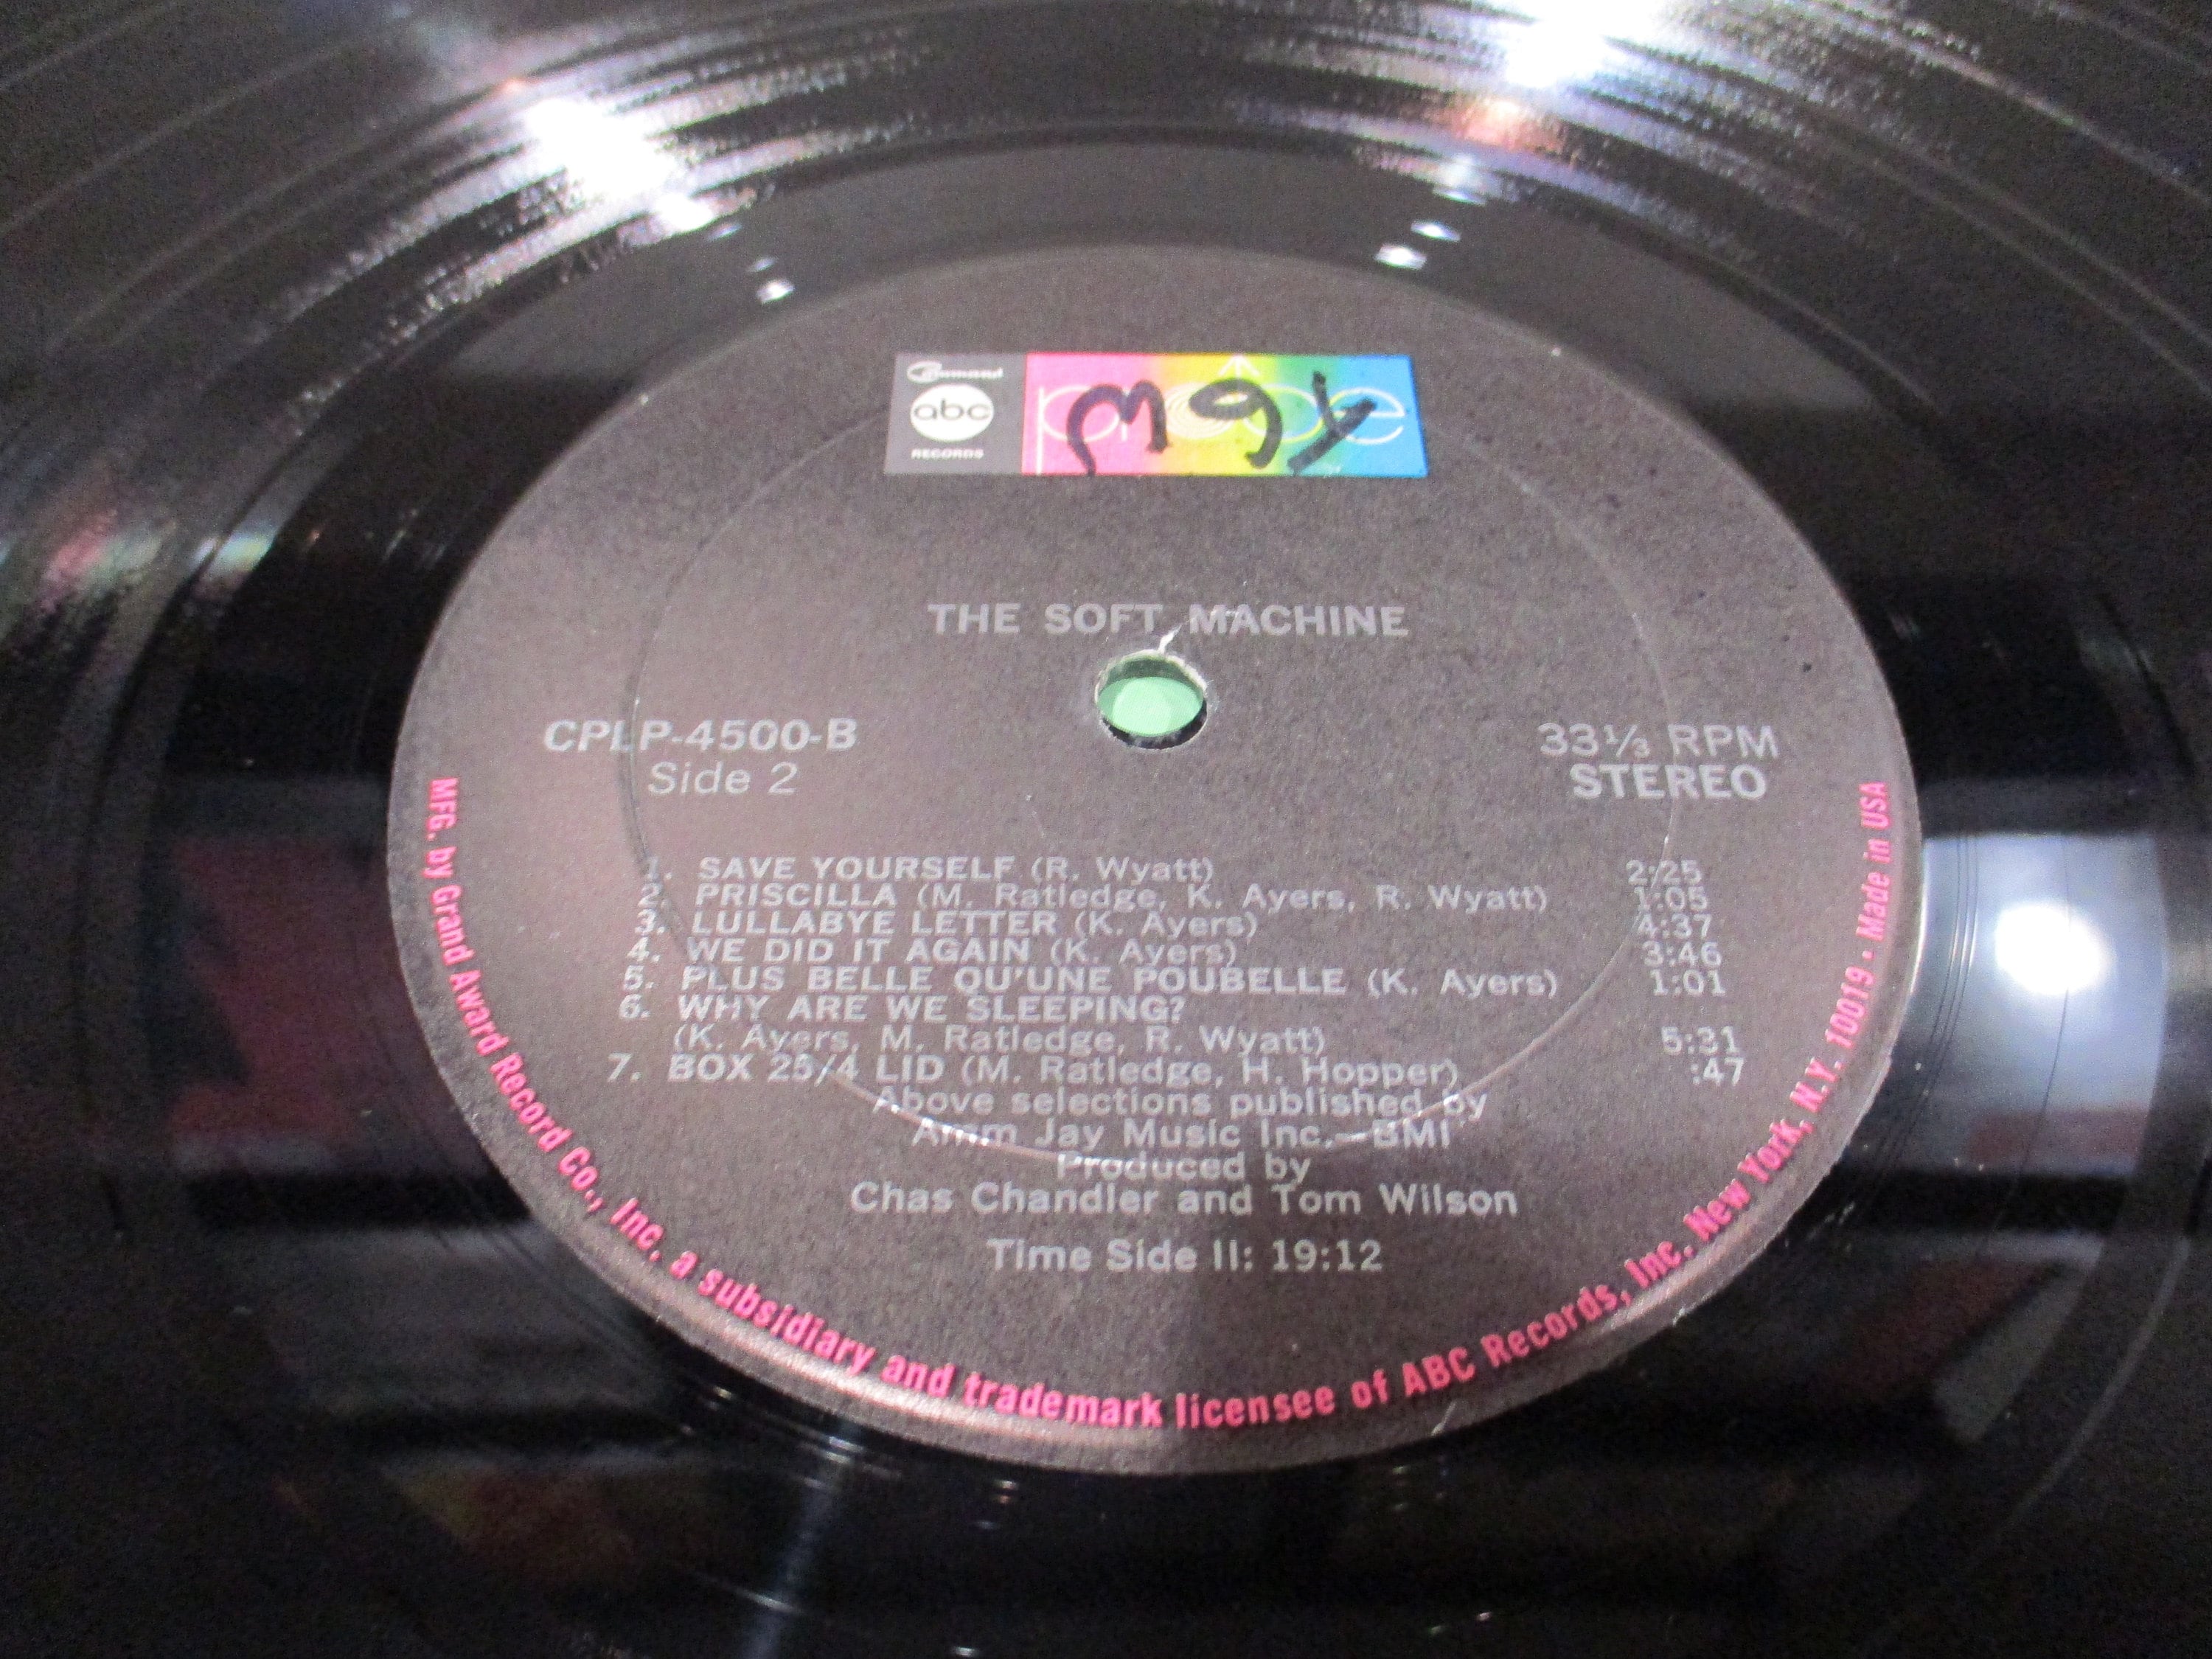 Command
abc
RECORDS
probe
THE SOFT MACHINE
CPLP-4500-B
Side 2
33⅓ RPM
STEREO
1. SAVE YOURSELF (R. Wyatt) 2:25
2. PRISCILLA (M. Ratledge, K. Ayers, R. Wyatt) 1:05
3. LULLABYE LETTER (K. Ayers) 4:37
4. WE DID IT AGAIN (K. Ayers) 3:46
5. PLUS BELLE QU'UNE POUBELLE (K. Ayers) 1:01
6. WHY ARE WE SLEEPING?
(K. Ayers, M. Ratledge, R. Wyatt) 5:31
7. BOX 25/4 LID (M. Ratledge, H. Hopper) :47
Above selections published by
Amm Jay Music Inc.—BMI
Produced by
Chas Chandler and Tom Wilson
Time Side II: 19:12
MFG. by Grand Award Record Co., Inc. a subsidiary and trademark licensee of ABC Records, Inc. New York, N.Y. 10019 • Made in USA